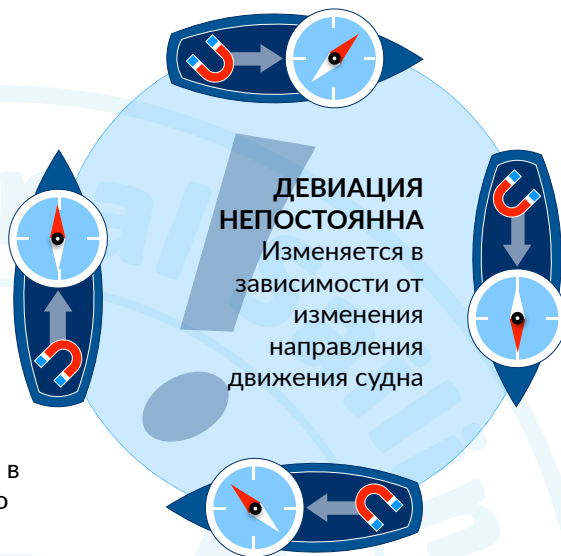 ДЕВИАЦИЯ
НЕПОСТОЯННА
Изменяется в
зависимости от
изменения
направления
движения судна
в
о